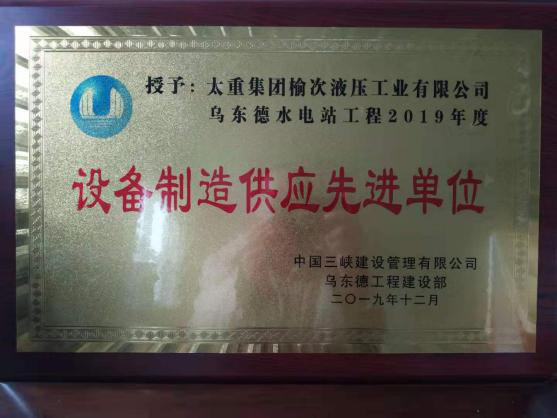 授予：太重集团榆次液压工业有限公司
乌东德水电站工程2019年度
设备制造供应先进单位
中国三峡建设管理有限公司
乌东德工程建设部
二〇一九年十二月